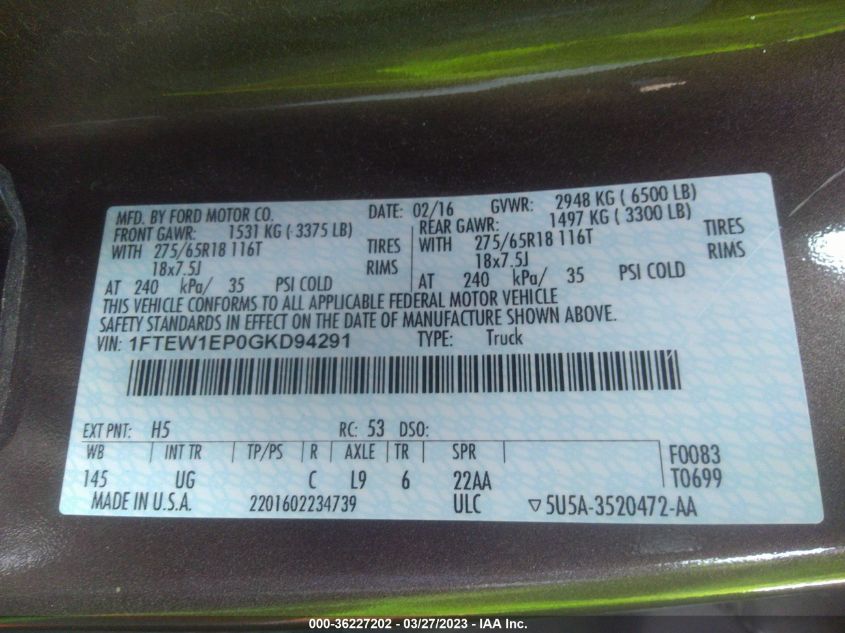 MFD. BY FORD MOTOR CO. DATE: 02/16 GVWR: 2948 KG ( 6500 LB)
FRONT GAWR: 1531 KG ( 3375 LB) REAR GAWR: 1497 KG ( 3300 LB)
WITH 275/65R18 116T TIRES WITH 275/65R18 116T TIRES
18x7.5J RIMS 18x7.5J RIMS
AT 240 kPa/ 35 PSI COLD AT 240 kPa/ 35 PSI COLD
THIS VEHICLE CONFORMS TO ALL APPLICABLE FEDERAL MOTOR VEHICLE
SAFETY STANDARDS IN EFFECT ON THE DATE OF MANUFACTURE SHOWN ABOVE.
VIN: 1FTEW1EP0GKD94291 TYPE: Truck
EXT PNT: H5 RC: 53 DSO:
WB INT TR TP/PS R AXLE TR SPR F0083
145 UG C L9 6 22AA T0699
MADE IN U.S.A. 2201602234739 ULC ▽5U5A-3520472-AA
000-36227202 - 03/27/2023 - IAA Inc.